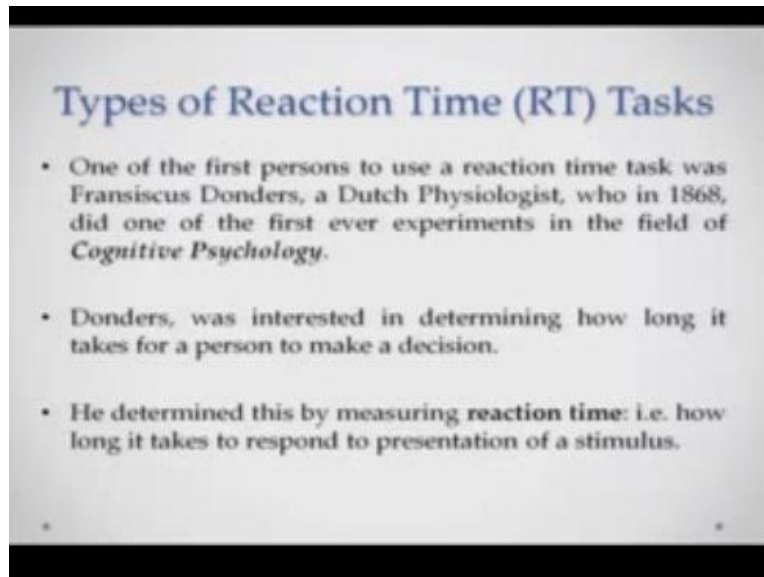 Types of Reaction Time (RT) Tasks
• One of the first persons to use a reaction time task was
Fransiscus Donders, a Dutch Physiologist, who in 1868,
did one of the first ever experiments in the field of
Cognitive Psychology.
• Donders, was interested in determining how long it
takes for a person to make a decision.
• He determined this by measuring reaction time: i.e. how
long it takes to respond to presentation of a stimulus.